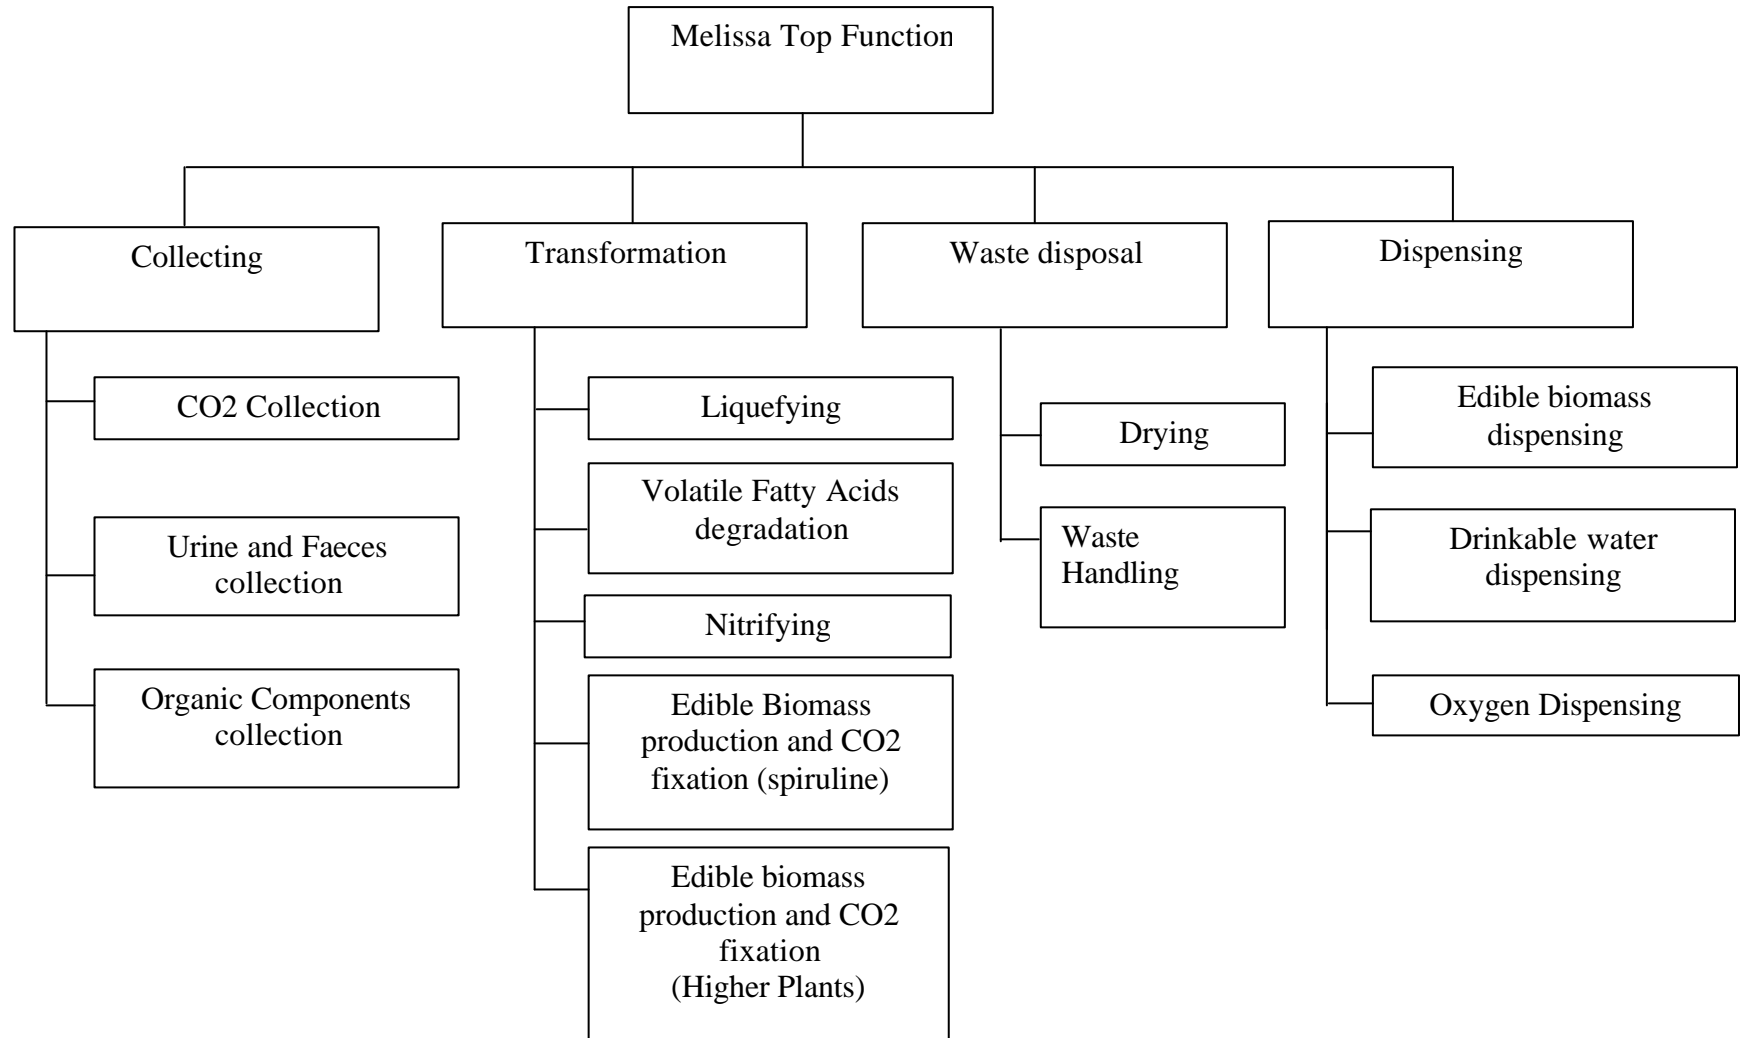 Melissa Top Function
Collecting
Transformation
Waste disposal
Dispensing
CO2 Collection
Urine and Faeces
collection
Organic Components
collection
Liquefying
Volatile Fatty Acids
degradation
Nitrifying
Edible Biomass
production and CO2
fixation (spiruline)
Edible biomass
production and CO2
fixation
(Higher Plants)
Drying
Waste
Handling
Edible biomass
dispensing
Drinkable water
dispensing
Oxygen Dispensing